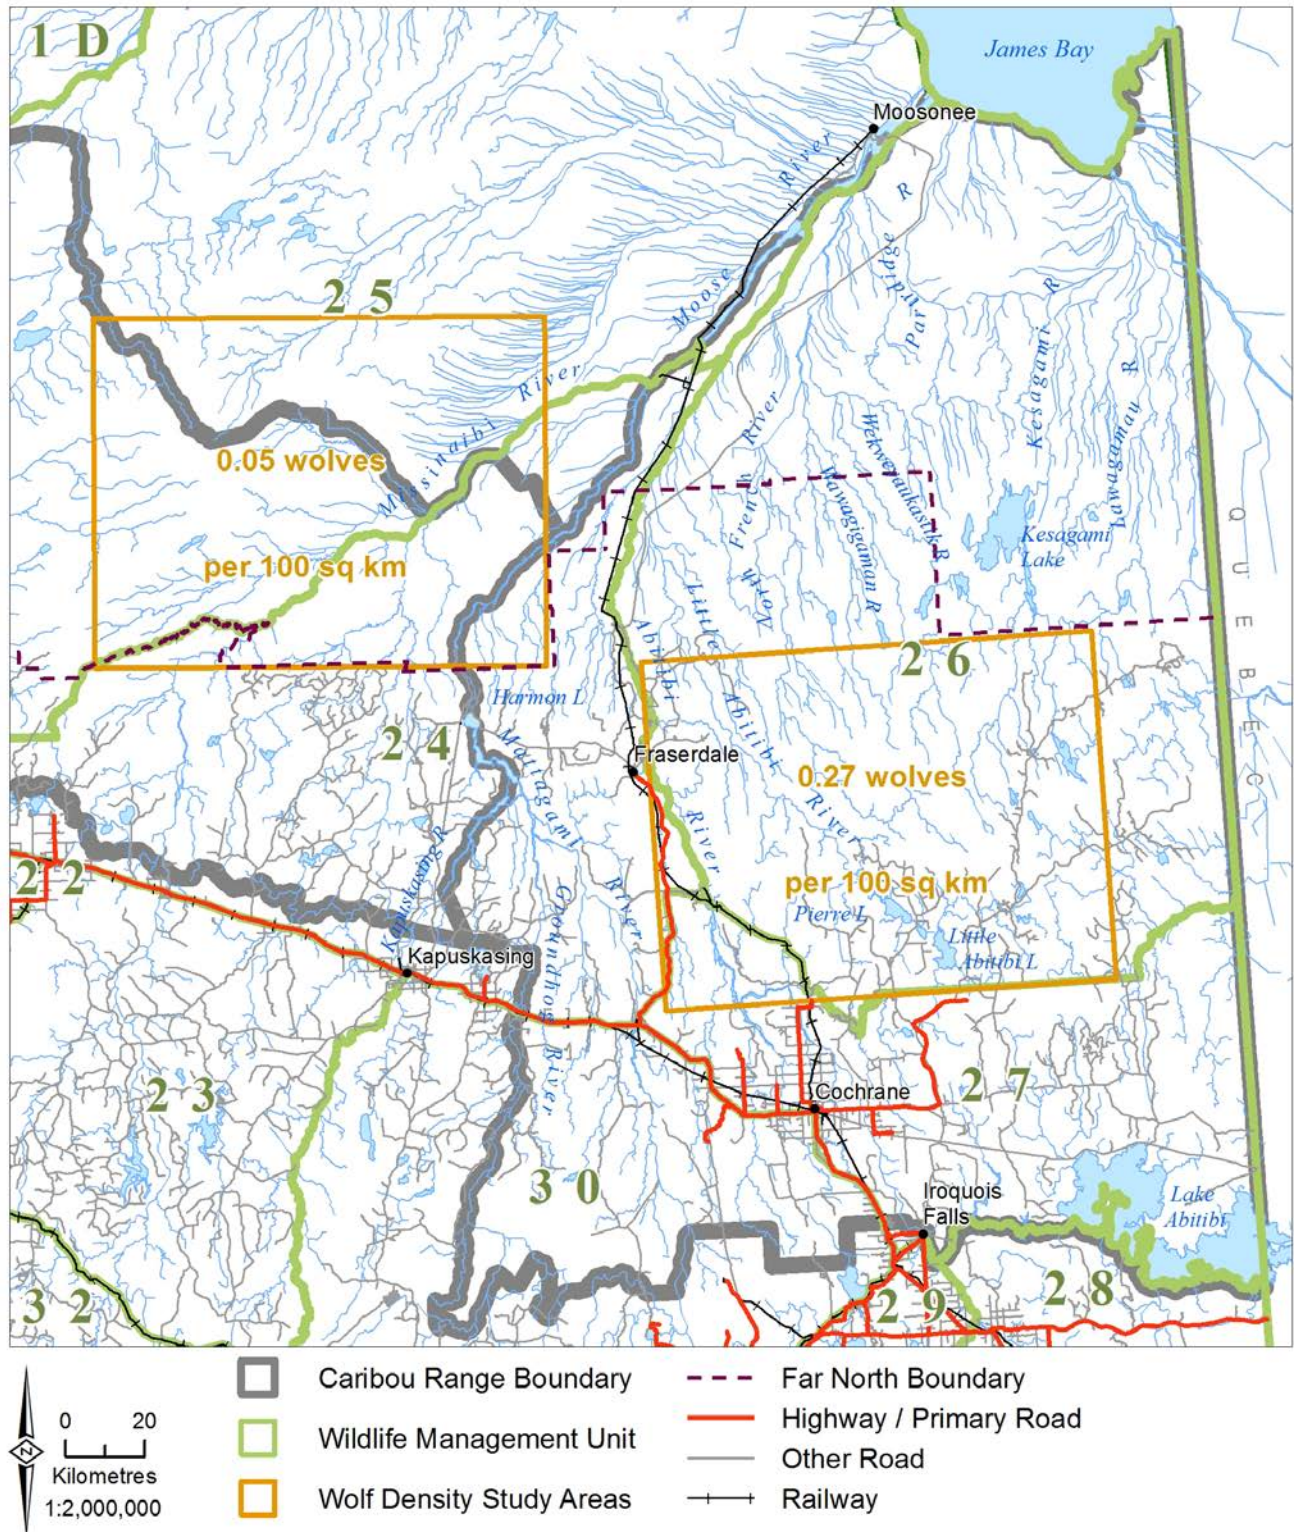 1 D
James Bay
Moosonee
Moose River
Partridge R
2 5
Kesagami R
Lawagamau R
Missinaibi River
0.05 wolves
per 100 sq km
North French River
Wekweyaukastik R
Wawagigaman R
Kesagami
Lake
QUEBEC
Little Abitibi River
Abitibi River
2 6
Harmon L
2 4
Mattagami River
Fraserdale
0.27 wolves
per 100 sq km
2 2
Kapuskasing R
Groundhog River
Pierre L
Little
Abitibi L
Kapuskasing
2 3
Cochrane
2 7
3 0
Iroquois
Falls
Lake
Abitibi
3 2
2 9
2 8
N
0 20
Kilometres
1:2,000,000
Caribou Range Boundary
Wildlife Management Unit
Wolf Density Study Areas
Far North Boundary
Highway / Primary Road
Other Road
Railway